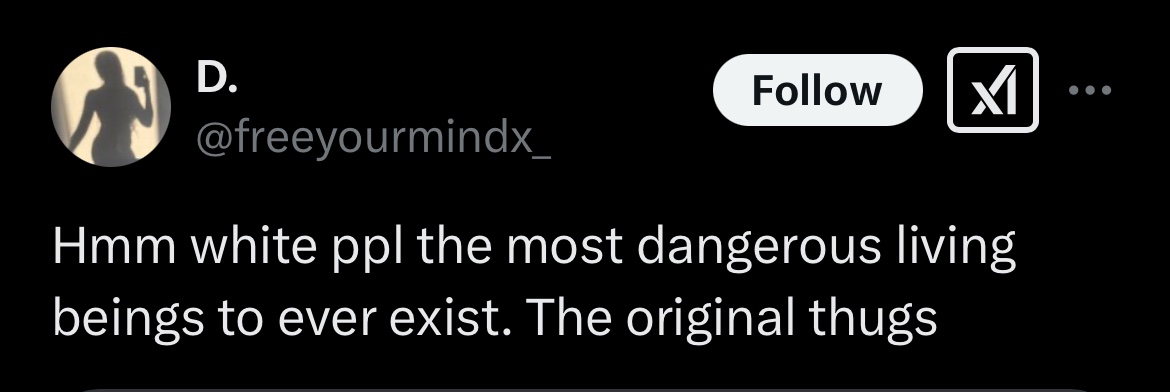 D.
@freeyourmindx_
Follow
Hmm white ppl the most dangerous living
beings to ever exist. The original thugs